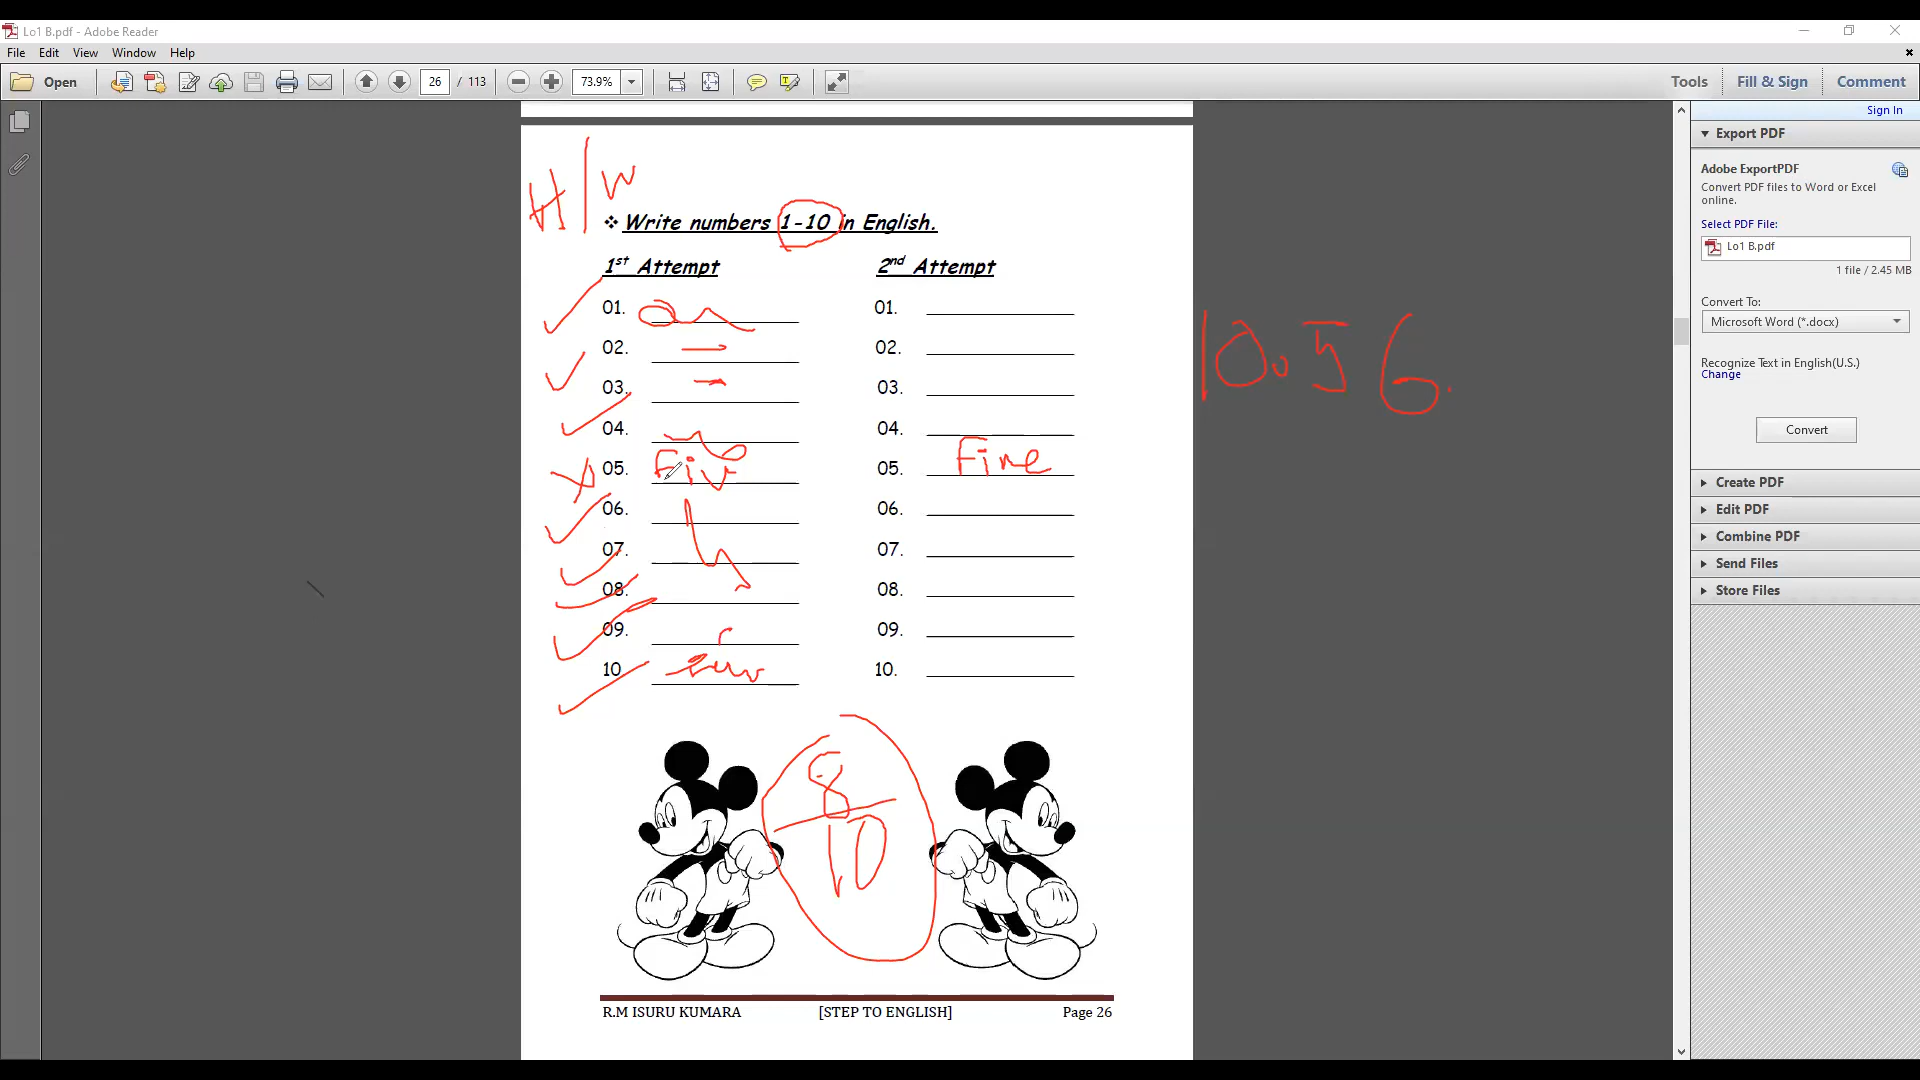 Lo1 B.pdf - Adobe Reader
File Edit View Window Help
Open 26 / 113 73.9% Tools Fill & Sign Comment
Sign In
Export PDF
Adobe ExportPDF
Convert PDF files to Word or Excel
online.
Select PDF File:
Lo1 B.pdf
1 file / 2.45 MB
Convert To:
Microsoft Word (*.docx)
Recognize Text in English(U.S.)
Change
Convert
Create PDF
Edit PDF
Combine PDF
Send Files
Store Files
H/W
❖ Write numbers 1-10 in English.
1st Attempt 2nd Attempt
01. 01.
02. 02.
03. 03.
04. 04.
05. Fiv 05. Five
06. 06.
07. 07.
08. 08.
09. 09.
10 10.
10.56.
8
10
R.M ISURU KUMARA [STEP TO ENGLISH] Page 26